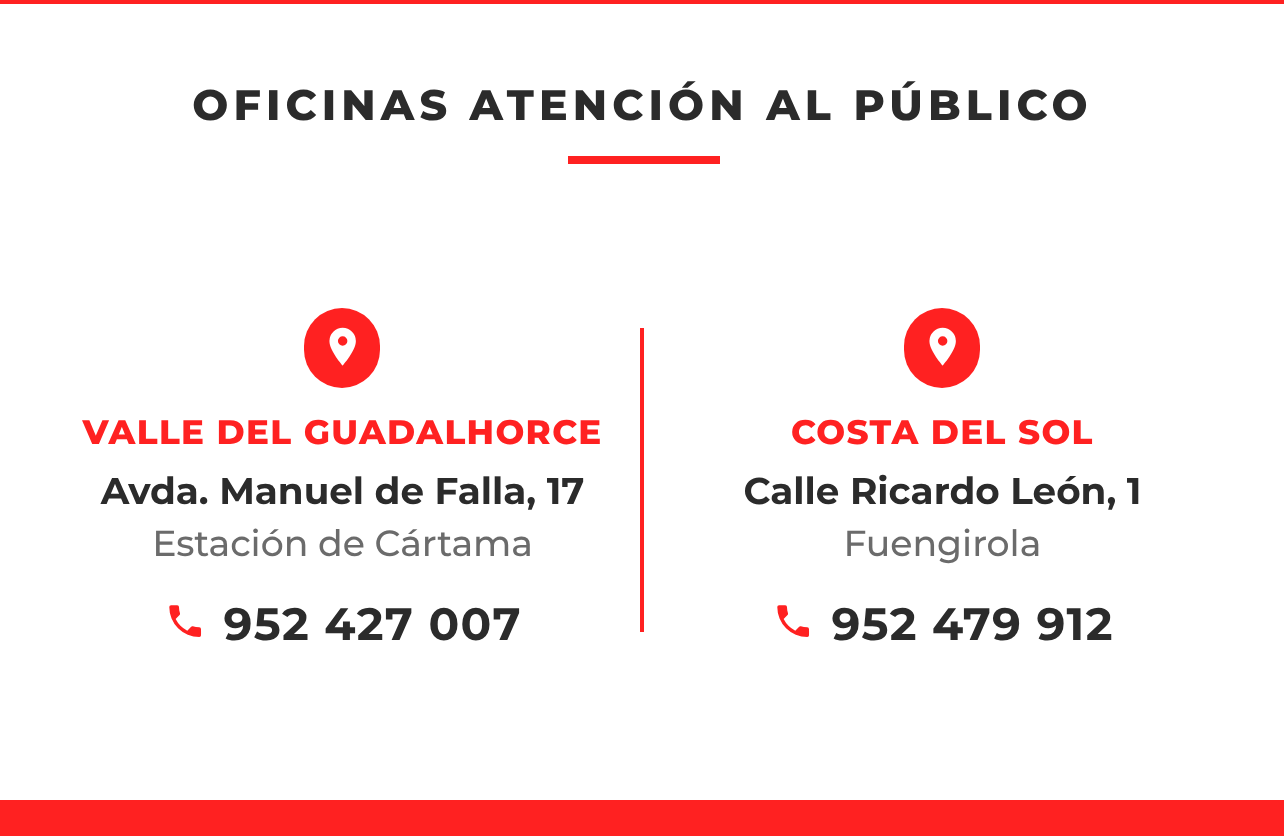 OFICINAS ATENCIÓN AL PÚBLICO
VALLE DEL GUADALHORCE
Avda. Manuel de Falla, 17
Estación de Cártama
952 427 007
COSTA DEL SOL
Calle Ricardo León, 1
Fuengirola
952 479 912